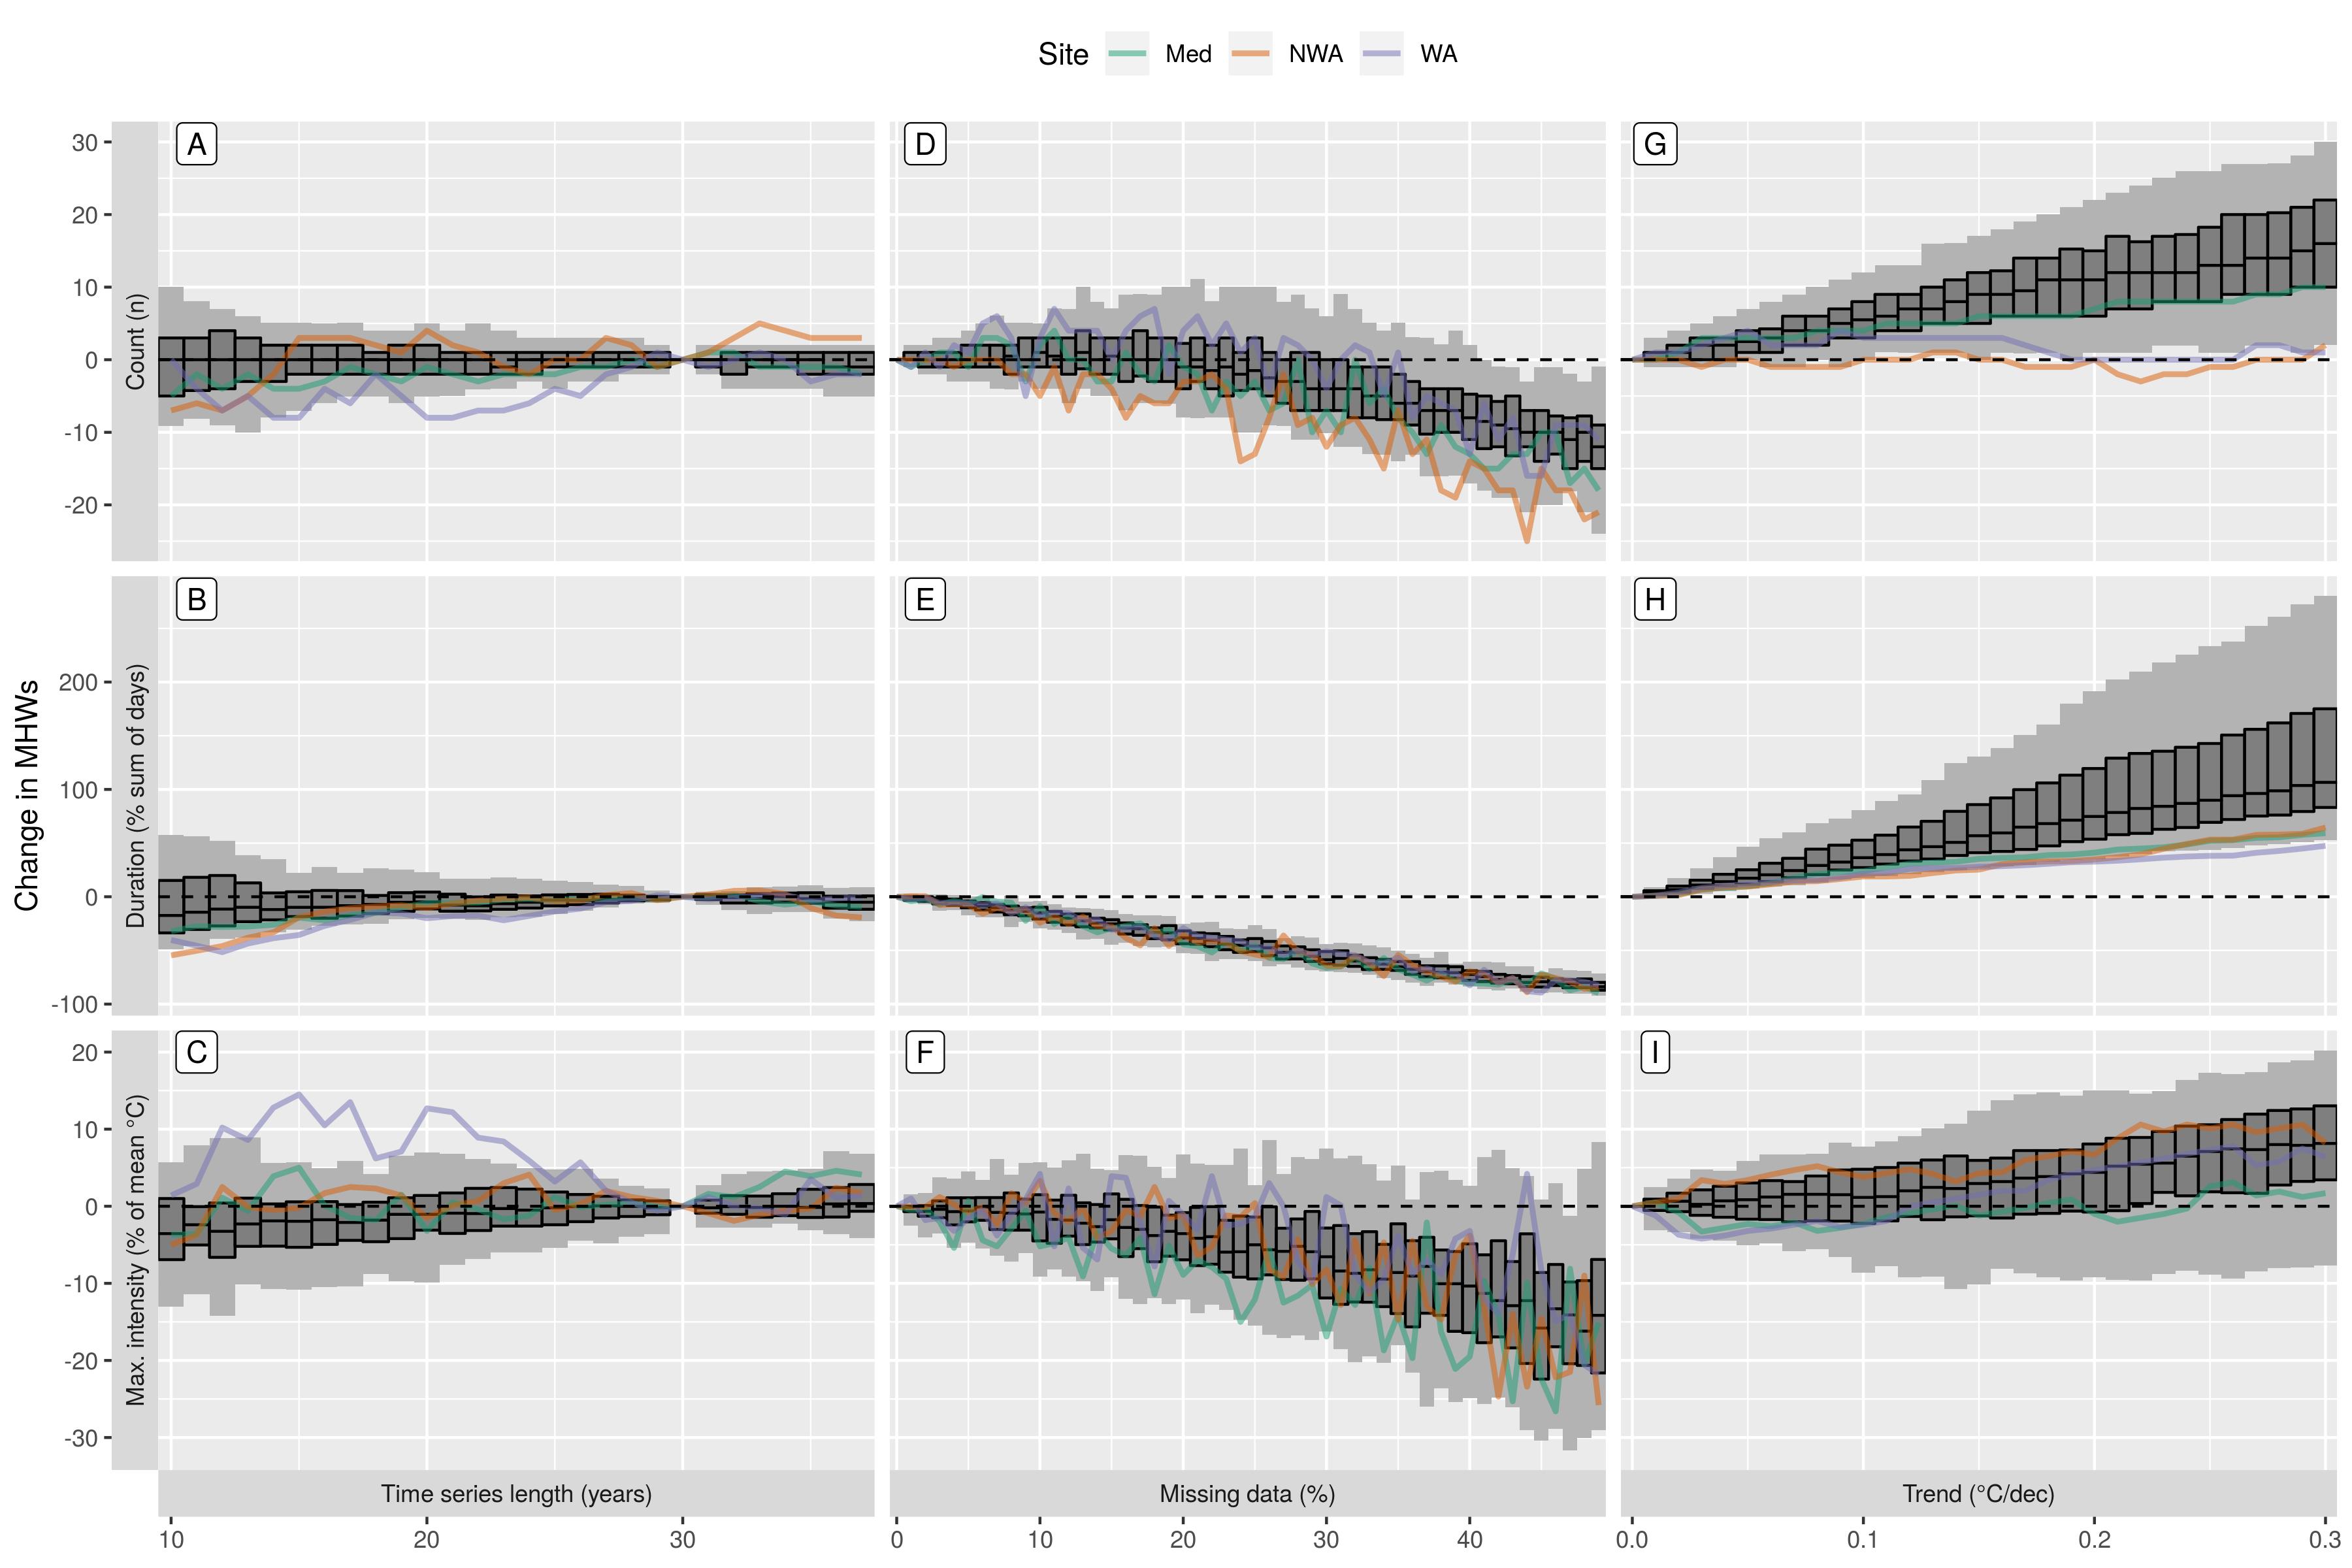 Site Med NWA WA
A D G
30
20
10
0
-10
-20
Count (n)
B E H
200
100
0
-100
Duration (% sum of days)
Change in MHWs
C F I
20
10
0
-10
-20
-30
Max. intensity (% of mean °C)
Time series length (years) Missing data (%) Trend (°C/dec)
10 20 30 0 10 20 30 40 0.0 0.1 0.2 0.3